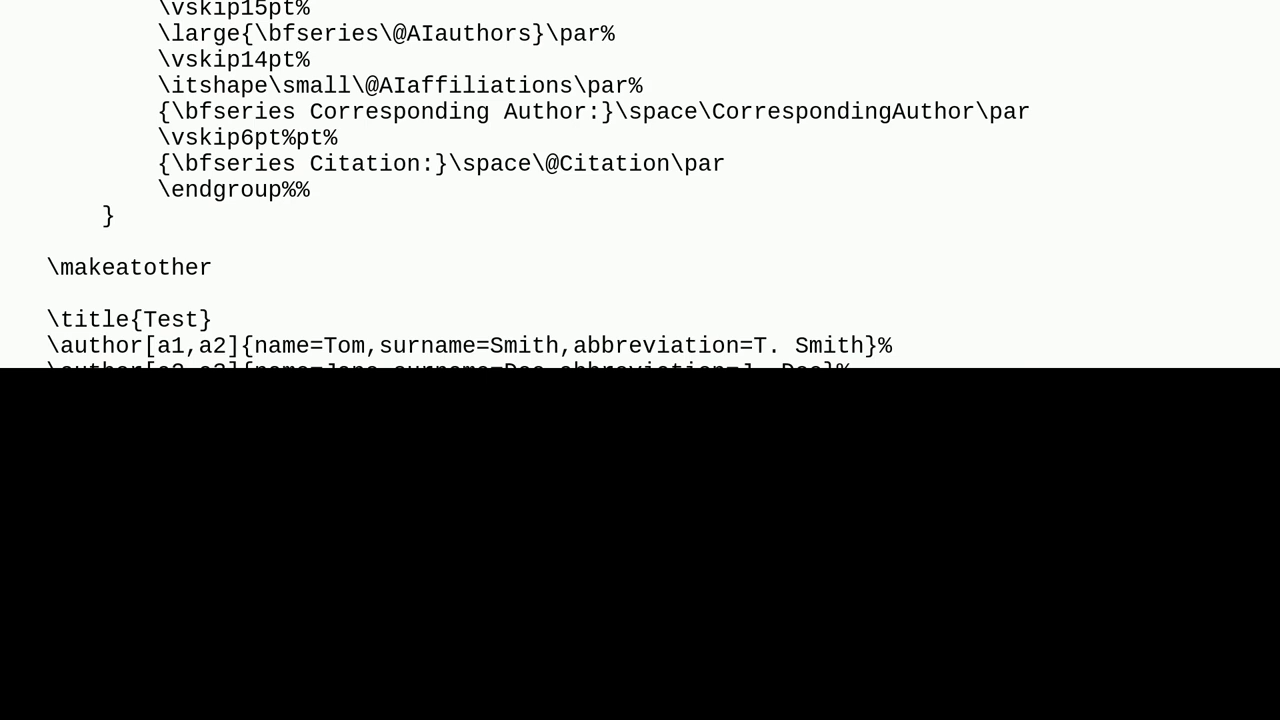 \vskip15pt%
\large{\bfseries\@AIauthors}\par%
\vskip14pt%
\itshape\small\@AIaffiliations\par%
{\bfseries Corresponding Author:}\space\CorrespondingAuthor\par
\vskip6pt%pt%
{\bfseries Citation:}\space\@Citation\par
\endgroup%%
}
\makeatother
\title{Test}
\author[a1,a2]{name=Tom,surname=Smith,abbreviation=T. Smith}%